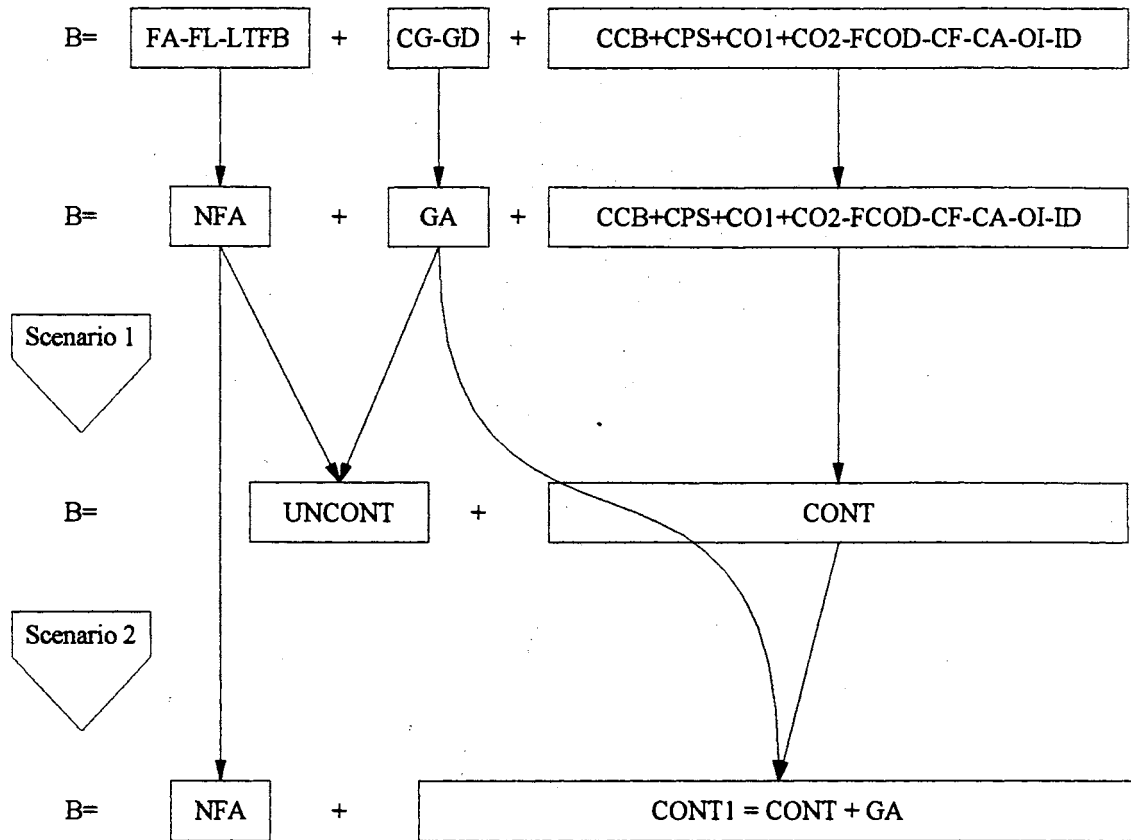 B= FA-FL-LTFB + CG-GD + CCB+CPS+CO1+CO2-FCOD-CF-CA-OI-ID
B= NFA + GA + CCB+CPS+CO1+CO2-FCOD-CF-CA-OI-ID
Scenario 1
B= UNCONT + CONT
Scenario 2
B= NFA + CONT1 = CONT + GA